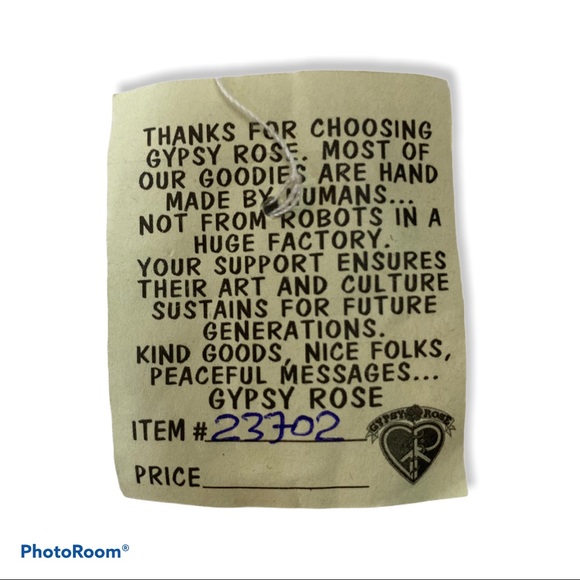 THANKS FOR CHOOSING
GYPSY ROSE. MOST OF
OUR GOODIES ARE HAND
MADE BY HUMANS...
NOT FROM ROBOTS IN A
HUGE FACTORY.
YOUR SUPPORT ENSURES
THEIR ART AND CULTURE
SUSTAINS FOR FUTURE
GENERATIONS.
KIND GOODS, NICE FOLKS,
PEACEFUL MESSAGES...
GYPSY ROSE
ITEM # 23702
GYPSY ROSE
PRICE
PhotoRoom®